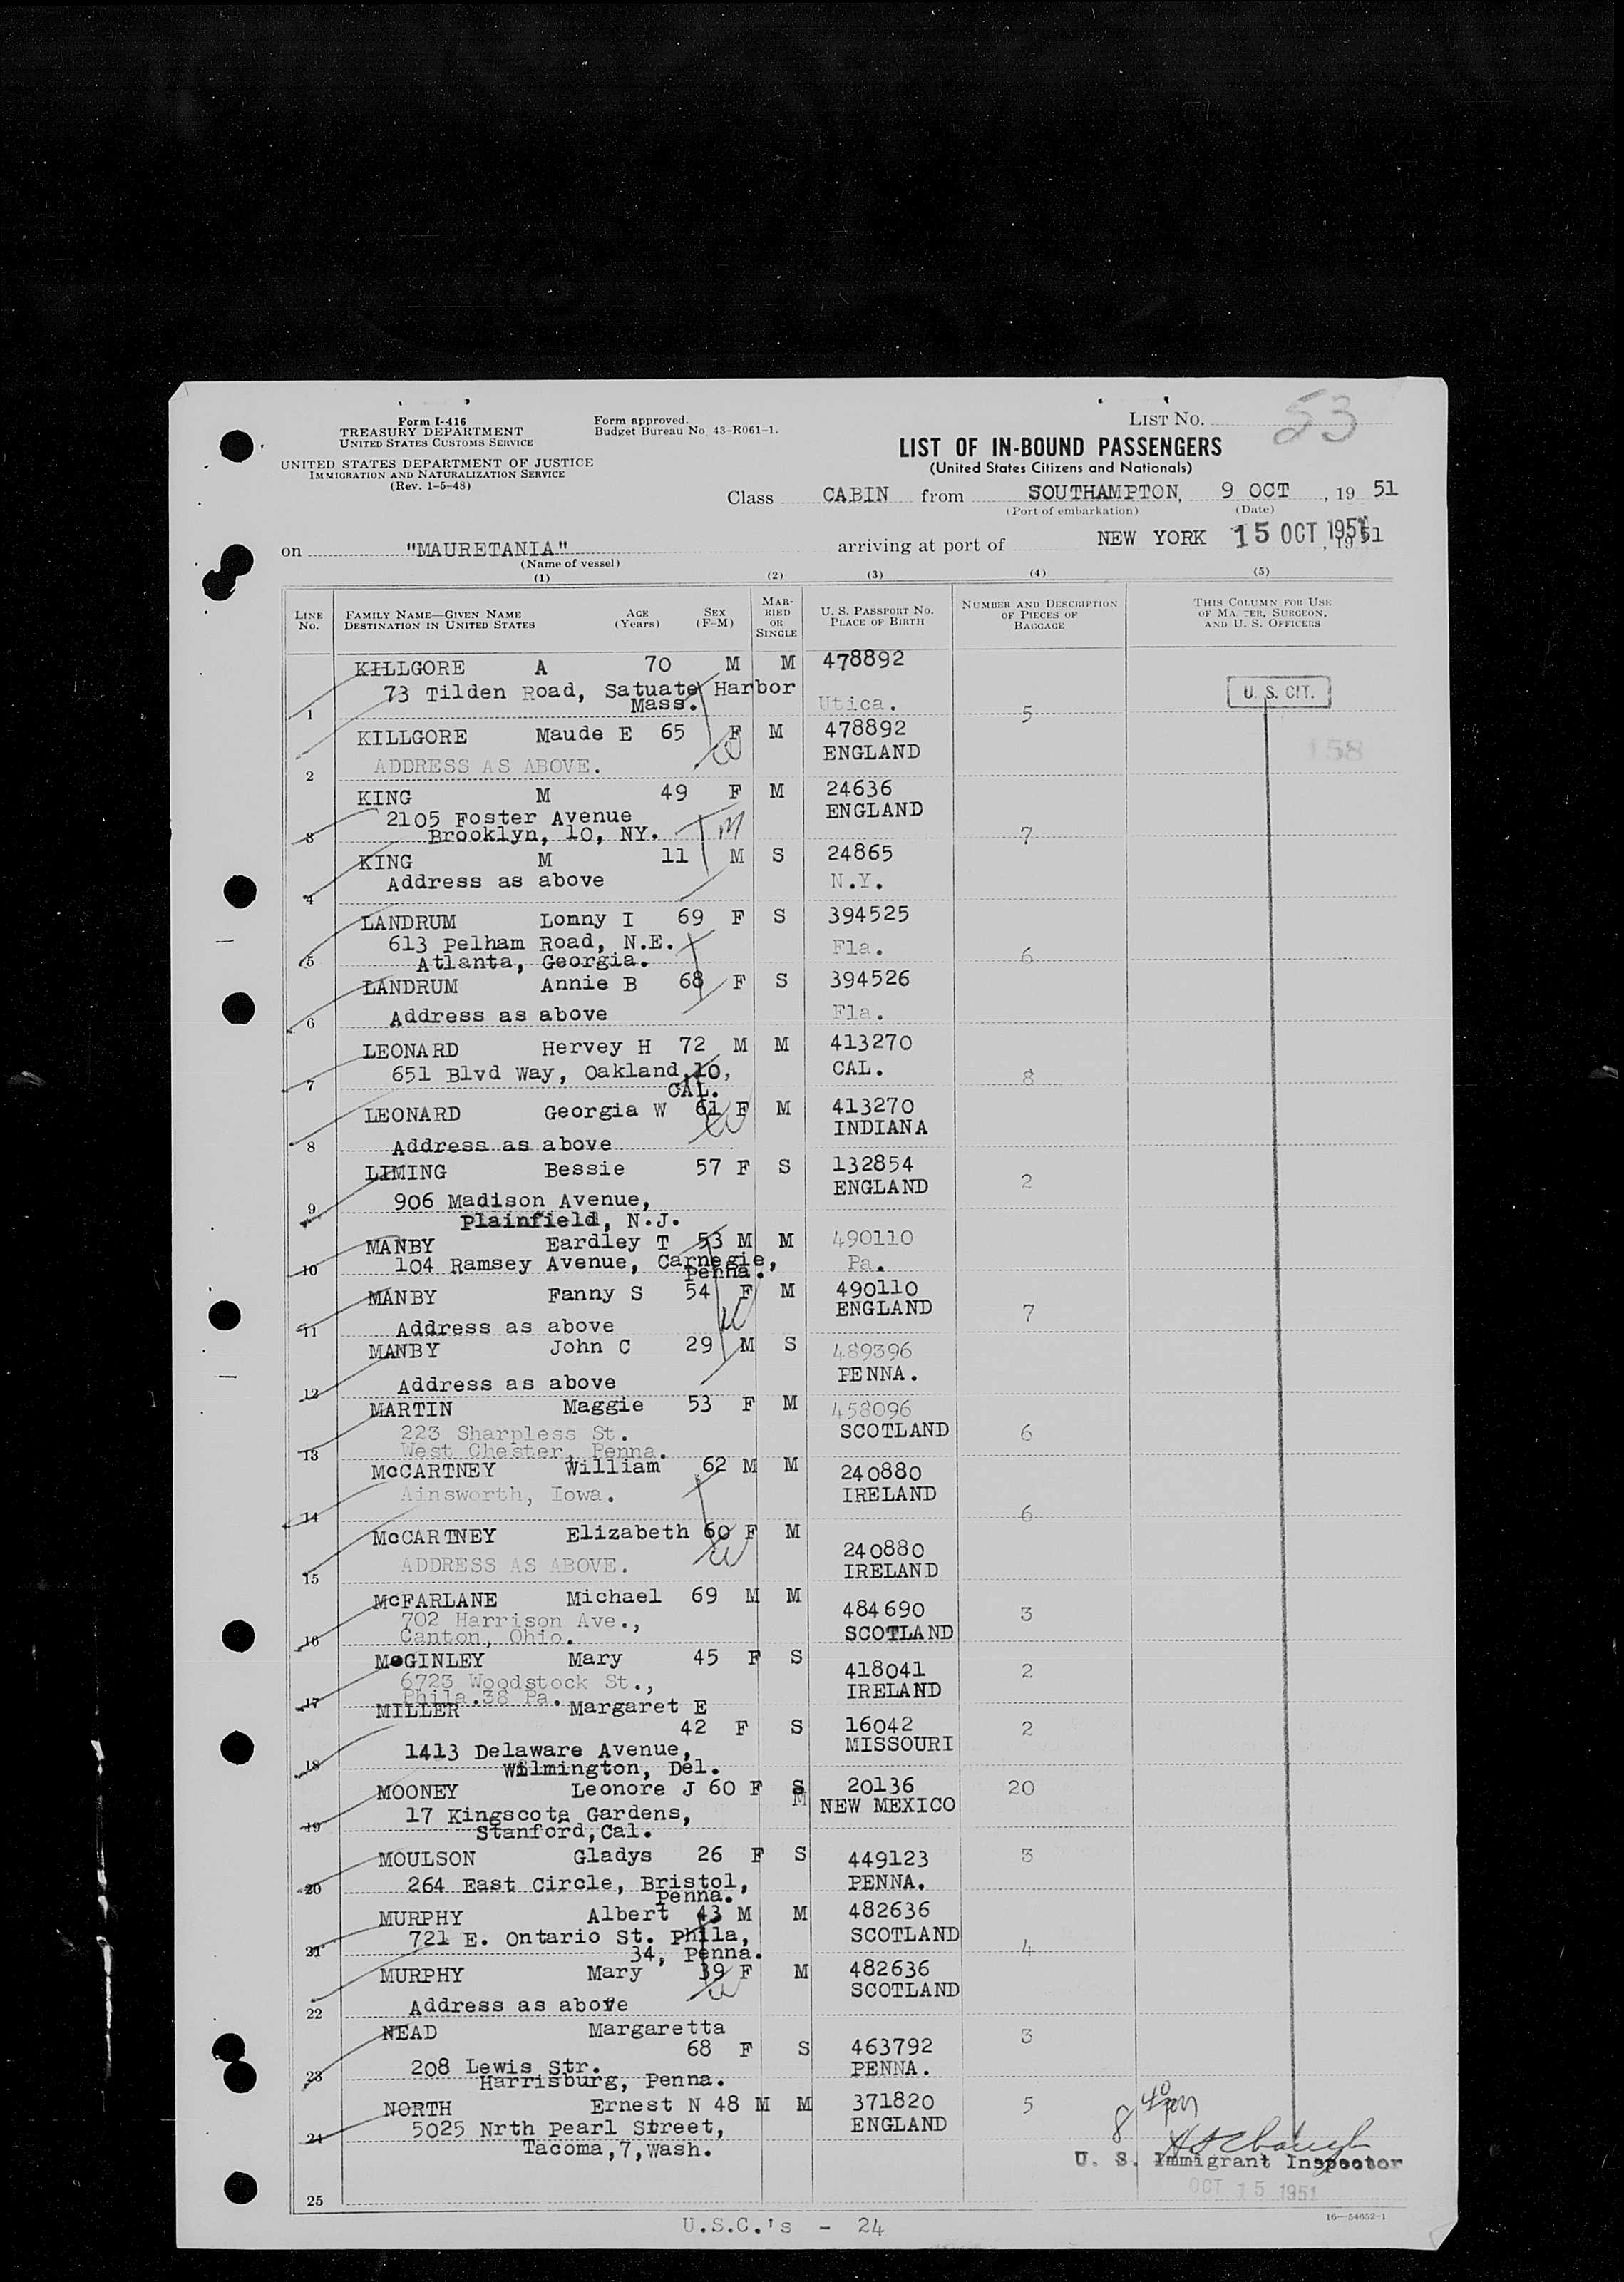 Form I-416
TREASURY DEPARTMENT
UNITED STATES CUSTOMS SERVICE
UNITED STATES DEPARTMENT OF JUSTICE
IMMIGRATION AND NATURALIZATION SERVICE
(Rev. 1-5-48)
Form approved.
Budget Bureau No. 43-R061-1.
LIST NO. 53
LIST OF IN-BOUND PASSENGERS
(United States Citizens and Nationals)
Class CABIN from SOUTHAMPTON, 9 OCT, 19 51
(Port of embarkation) (Date)
on "MAURETANIA" arriving at port of NEW YORK 15 OCT 1951, 1951
(Name of vessel)
(1) (2) (3) (4) (5)
LINE NO. FAMILY NAME—GIVEN NAME DESTINATION IN UNITED STATES AGE (Years) SEX (F-M) MARRIED OR SINGLE U. S. PASSPORT NO. PLACE OF BIRTH NUMBER AND DESCRIPTION OF PIECES OF BAGGAGE THIS COLUMN FOR USE OF MASTER, SURGEON, AND U. S. OFFICERS
KILLGORE A 70 M M 478892
73 Tilden Road, Satuate Harbor
Mass. Utica.
1 5
U. S. CIT.
KILLGORE Maude E 65 F M 478892
ENGLAND
158
2 ADDRESS AS ABOVE.
KING M 49 F M 24636
2105 Foster Avenue ENGLAND
3 Brooklyn, 10, NY. M 7
KING M 11 M S 24865
4 Address as above N.Y.
LANDRUM Lonny I 69 F S 394525
613 Pelham Road, N.E. Fla.
5 Atlanta, Georgia. 6
LANDRUM Annie B 68 F S 394526
6 Address as above Fla.
LEONARD Hervey H 72 M M 413270
651 Blvd Way, Oakland,10, CAL.
7 CAL. 8
LEONARD Georgia W 61 F M 413270
INDIANA
8 Address as above
LIMING Bessie 57 F S 132854
ENGLAND 2
9 906 Madison Avenue,
Plainfield, N.J.
MANBY Eardley T 53 M M 490110
10 104 Ramsey Avenue, Carnegie, Pa.
Penna.
MANBY Fanny S 54 F M 490110
ENGLAND 7
11 Address as above
MANBY John C 29 M S 489396
PENNA.
12 Address as above
MARTIN Maggie 53 F M 458096
223 Sharpless St. SCOTLAND 6
13 West Chester, Penna.
McCARTNEY William 62 M M 240880
Ainsworth, Iowa. IRELAND
14 6
McCARTNEY Elizabeth 60 F M
240880
15 ADDRESS AS ABOVE. IRELAND
McFARLANE Michael 69 M M
702 Harrison Ave., 484690 3
16 Canton, Ohio. SCOTLAND
McGINLEY Mary 45 F S
6723 Woodstock St., 418041 2
17 Phila.38 Pa. IRELAND
MILLER Margaret E
42 F S 16042 2
18 1413 Delaware Avenue, MISSOURI
Wilmington, Del.
MOONEY Leonore J 60 F S M 20136 20
17 Kingscote Gardens, NEW MEXICO
19 Stanford,Cal.
MOULSON Gladys 26 F S 449123 3
20 264 East Circle, Bristol, PENNA.
Penna.
MURPHY Albert 43 M M 482636
721 E. Ontario St. Phila, SCOTLAND
21 34, Penna. 4
MURPHY Mary 39 F M 482636
SCOTLAND
22 Address as above
NEAD Margaretta
68 F S 463792 3
23 208 Lewis Str. PENNA.
Harrisburg, Penna.
NORTH Ernest N 48 M M 371820 5
24 5025 Nrth Pearl Street, ENGLAND
Tacoma,7,Wash.
8 40 pm
U. S. Immigrant Inspector
OCT 15 1951
25
16—54652-1
U.S.C.'s - 24